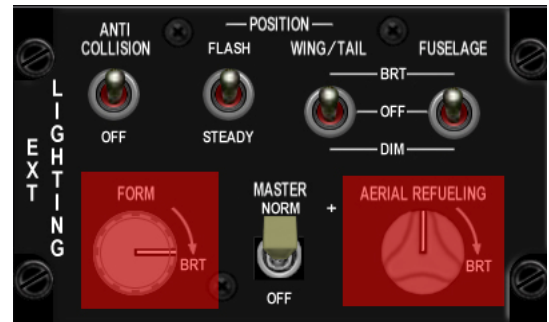 ANTI
COLLISION
OFF
POSITION
FLASH
STEADY
WING/TAIL
FUSELAGE
BRT
OFF
DIM
EXT
LIGHTING
FORM
BRT
MASTER
NORM
+
OFF
AERIAL REFUELING
BRT